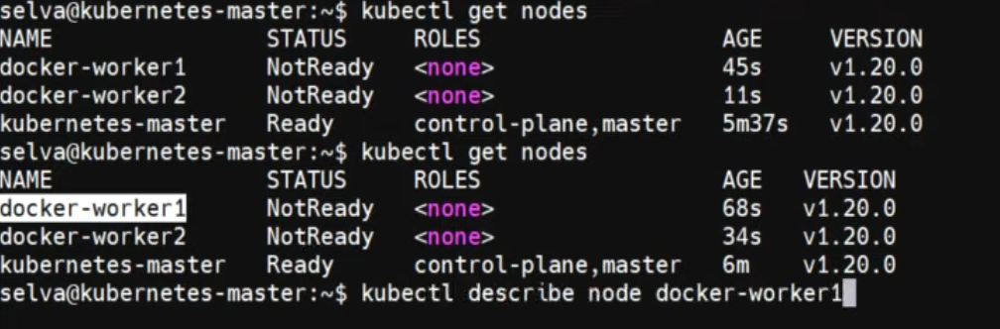 selva@kubernetes-master:~$ kubectl get nodes
NAME STATUS ROLES AGE VERSION
docker-worker1 NotReady <none> 45s v1.20.0
docker-worker2 NotReady <none> 11s v1.20.0
kubernetes-master Ready control-plane,master 5m37s v1.20.0
selva@kubernetes-master:~$ kubectl get nodes
NAME STATUS ROLES AGE VERSION
docker-worker1 NotReady <none> 68s v1.20.0
docker-worker2 NotReady <none> 34s v1.20.0
kubernetes-master Ready control-plane,master 6m v1.20.0
selva@kubernetes-master:~$ kubectl describe node docker-worker1